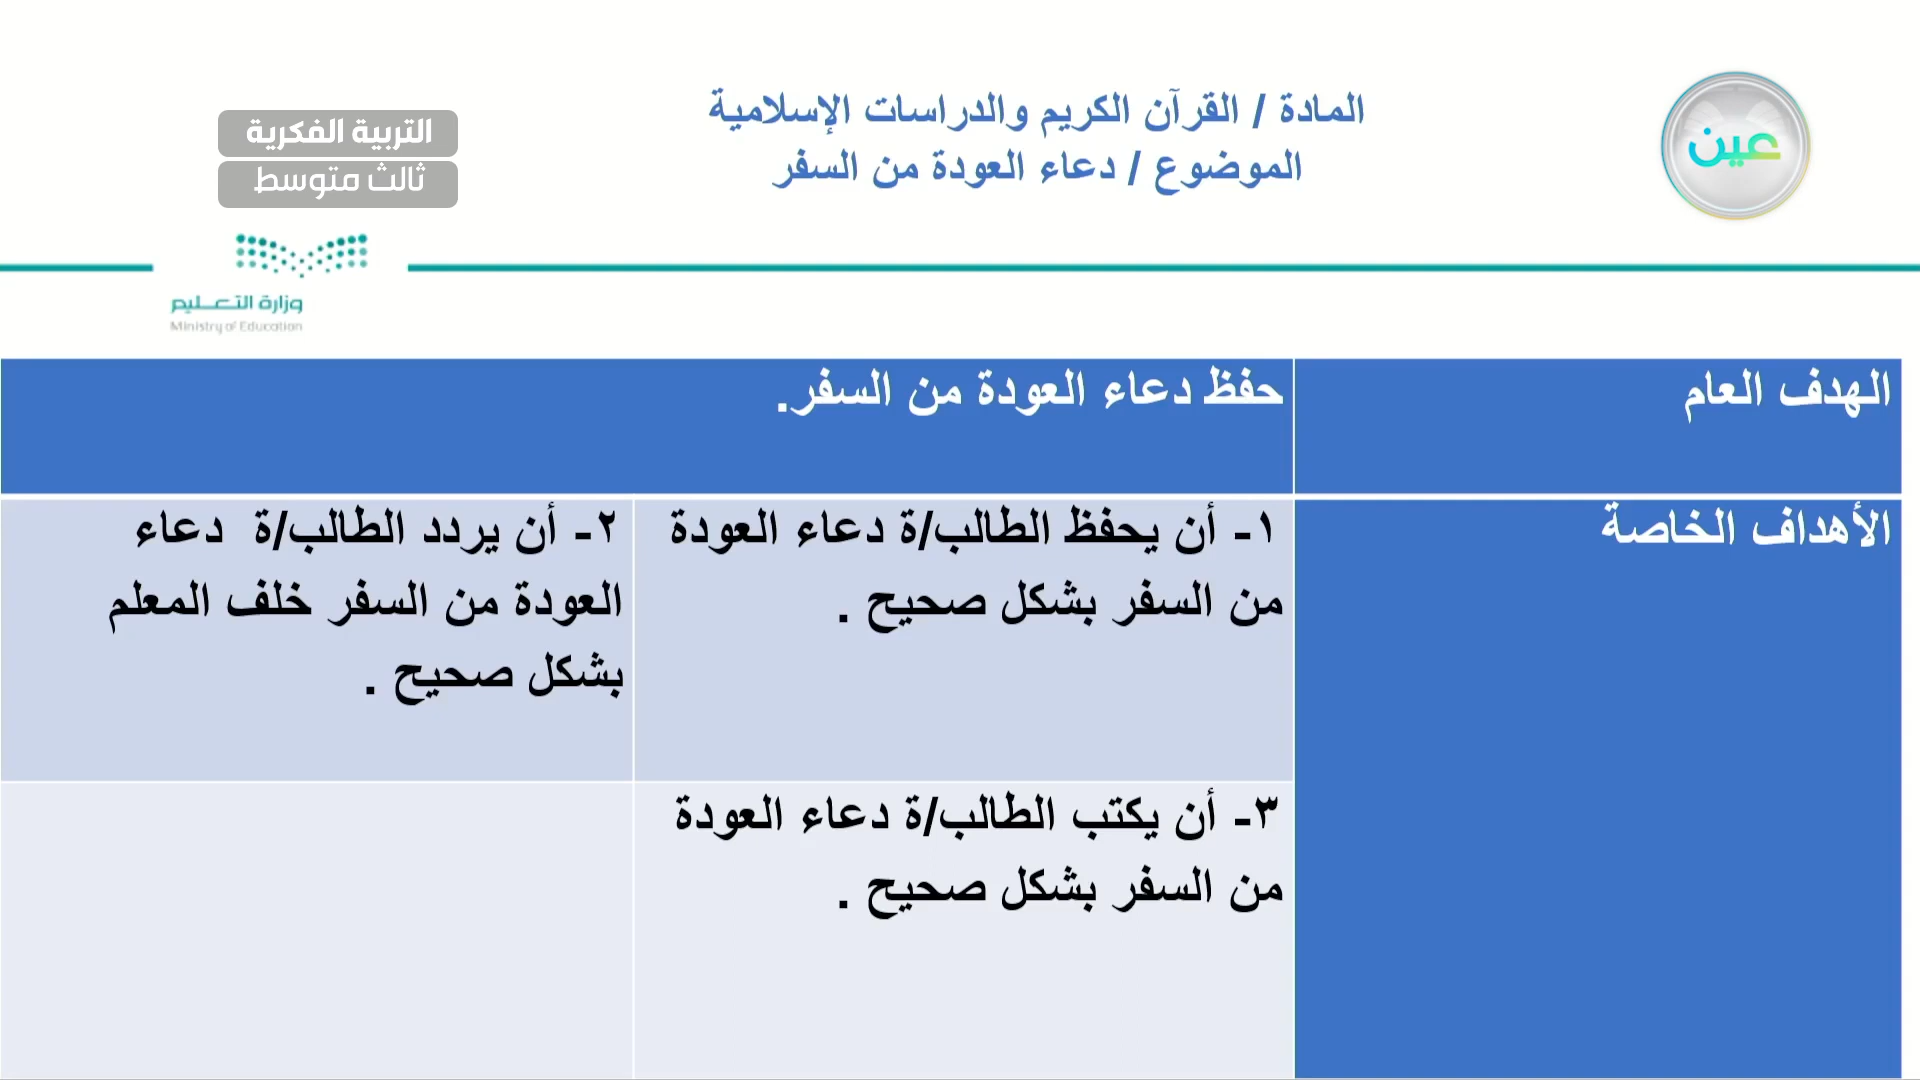 المادة / القرآن الكريم والدراسات الإسلامية
الموضوع / دعاء العودة من السفر
عين
التربية الفكرية
ثالث متوسط
وزارة التعليم
Ministry of Education
الهدف العام
حفظ دعاء العودة من السفر.
الأهداف الخاصة
١- أن يحفظ الطالب/ة دعاء العودة
من السفر بشكل صحيح .
٢- أن يردد الطالب/ة دعاء
العودة من السفر خلف المعلم
بشكل صحيح .
٣- أن يكتب الطالب/ة دعاء العودة
من السفر بشكل صحيح .